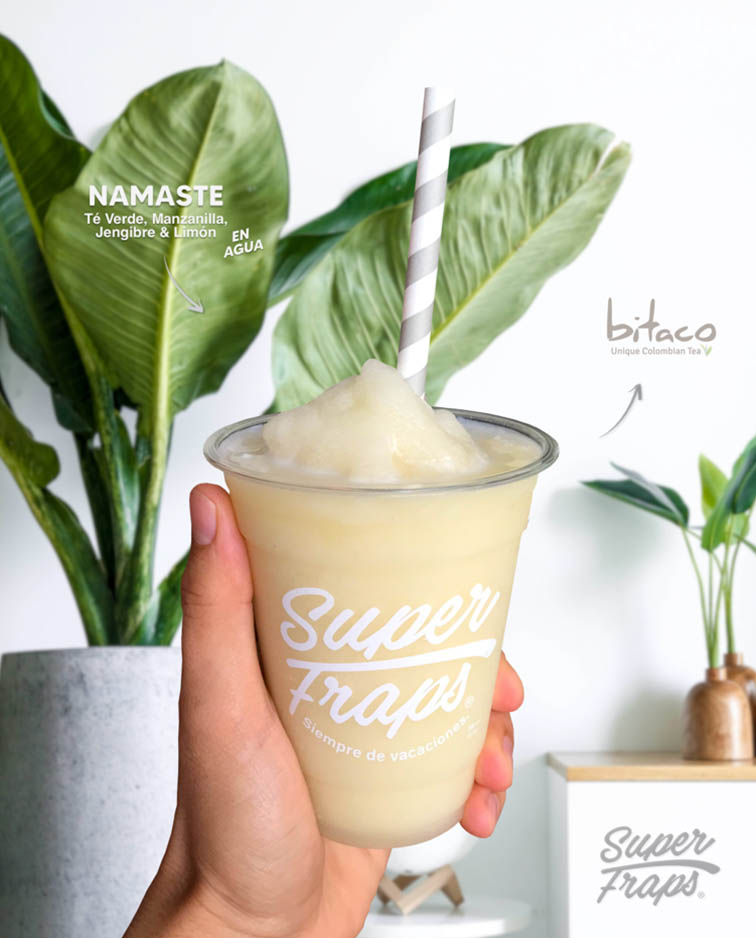 NAMASTE
Té Verde, Manzanilla,
Jengibre & Limón
EN
AGUA
bitaco
Unique Colombian Tea
Super
Fraps®
Siempre de vacaciones.
Super
Fraps®